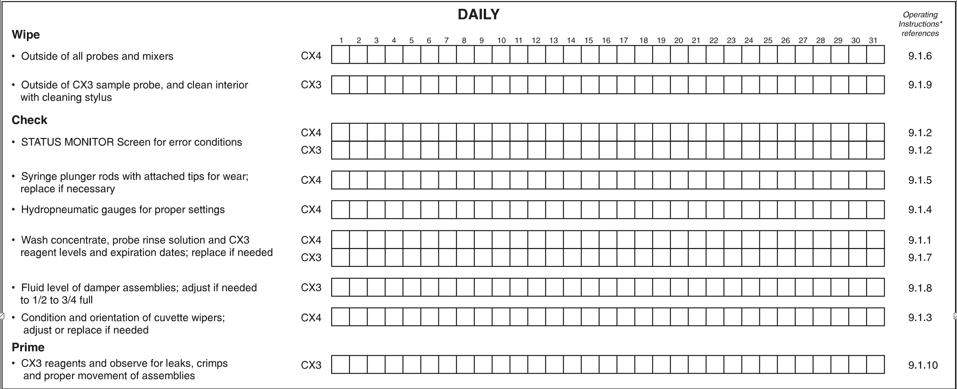 DAILY
Operating
Instructions*
references
Wipe
1 2 3 4 5 6 7 8 9 10 11 12 13 14 15 16 17 18 19 20 21 22 23 24 25 26 27 28 29 30 31
• Outside of all probes and mixers CX4 9.1.6
• Outside of CX3 sample probe, and clean interior CX3 9.1.9
with cleaning stylus
Check
CX4 9.1.2
• STATUS MONITOR Screen for error conditions
CX3 9.1.2
• Syringe plunger rods with attached tips for wear; CX4 9.1.5
replace if necessary
• Hydropneumatic gauges for proper settings CX4 9.1.4
• Wash concentrate, probe rinse solution and CX3 CX4 9.1.1
reagent levels and expiration dates; replace if needed CX3 9.1.7
• Fluid level of damper assemblies; adjust if needed CX3 9.1.8
to 1/2 to 3/4 full
• Condition and orientation of cuvette wipers; CX4 9.1.3
adjust or replace if needed
Prime
• CX3 reagents and observe for leaks, crimps CX3 9.1.10
and proper movement of assemblies